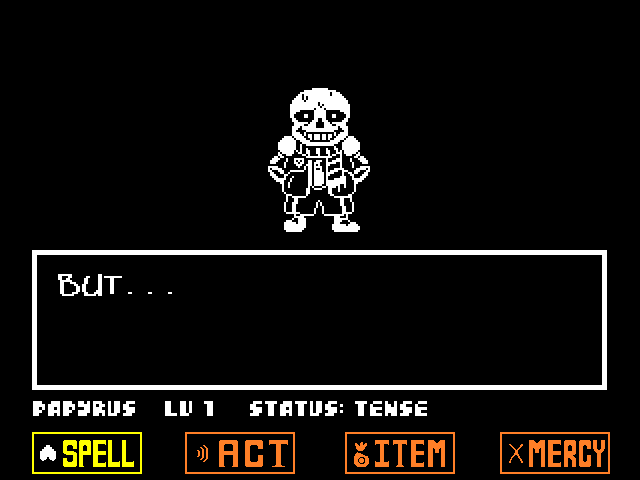 BUT...
PAPYRUS LV 1 STATUS: TENSE
SPELL ACT ITEM MERCY